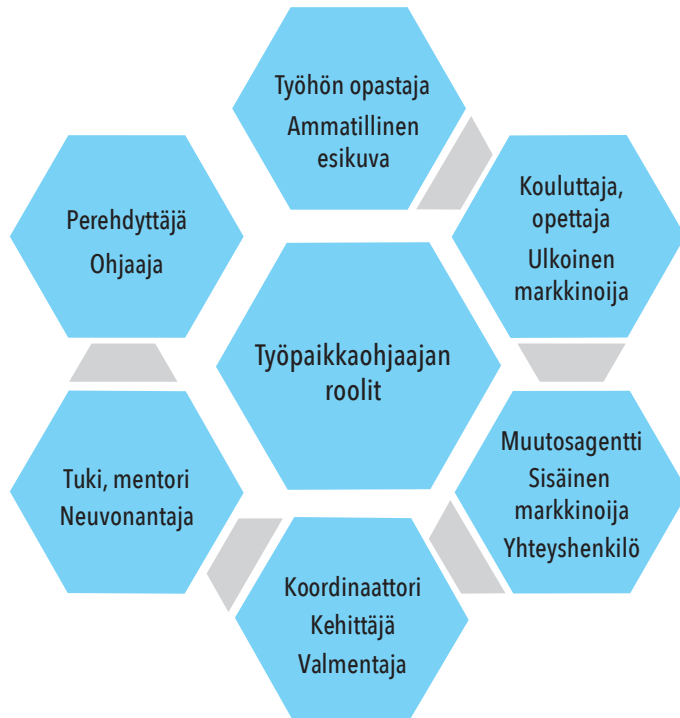 Työhön opastaja
Ammatillinen
esikuva
Kouluttaja,
opettaja
Ulkoinen
markkinoija
Perehdyttäjä
Ohjaaja
Työpaikkaohjaajan
roolit
Muutosagentti
Sisäinen
markkinoija
Yhteyshenkilö
Tuki, mentori
Neuvonantaja
Koordinaattori
Kehittäjä
Valmentaja